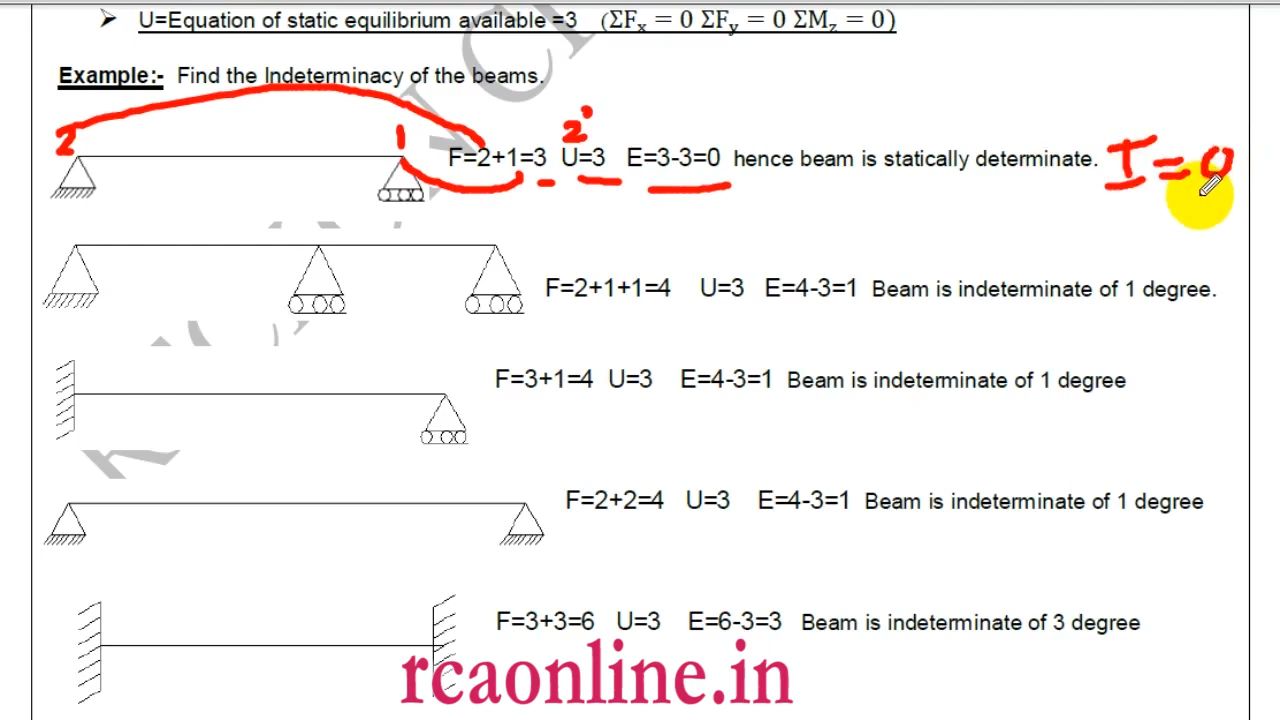 ➢ U=Equation of static equilibrium available =3 (ΣFₓ = 0 ΣFᵧ = 0 ΣM_z = 0)
Example:- Find the Indeterminacy of the beams.
2 1 2
F=2+1=3 U=3 E=3-3=0 hence beam is statically determinate. I=0
F=2+1+1=4 U=3 E=4-3=1 Beam is indeterminate of 1 degree.
F=3+1=4 U=3 E=4-3=1 Beam is indeterminate of 1 degree
F=2+2=4 U=3 E=4-3=1 Beam is indeterminate of 1 degree
F=3+3=6 U=3 E=6-3=3 Beam is indeterminate of 3 degree
rcaonline.in